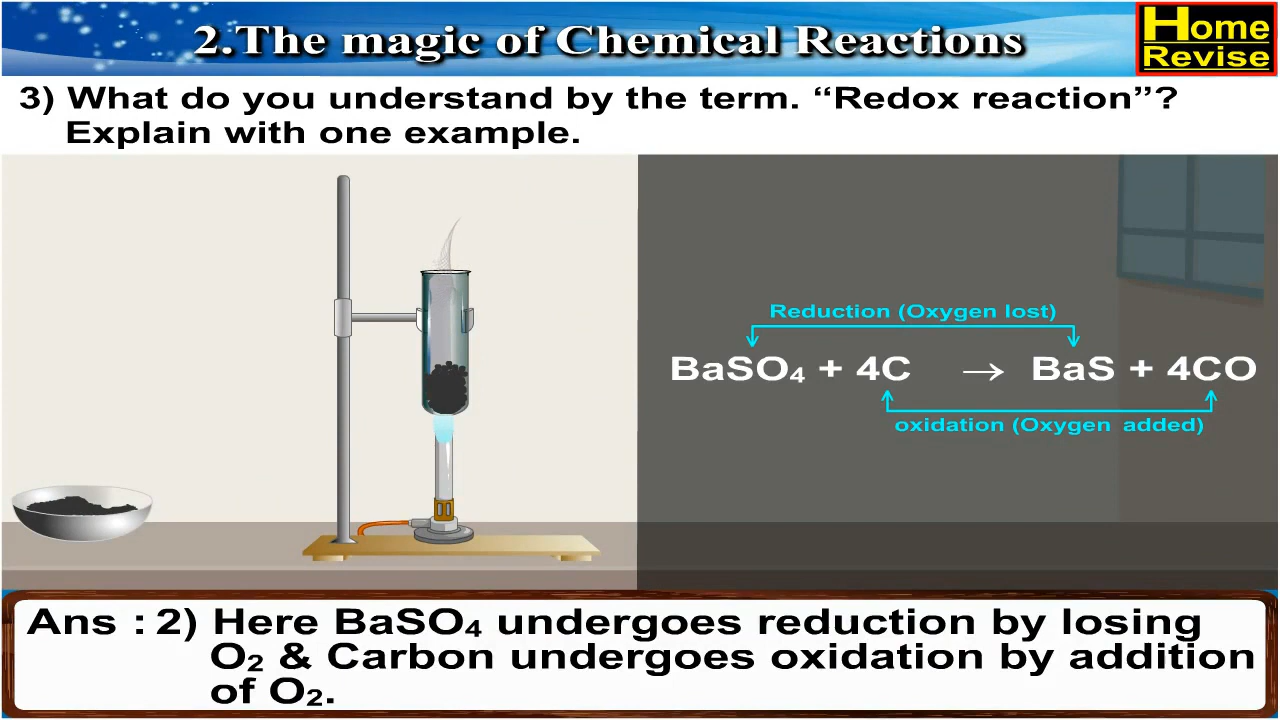 2.The magic of Chemical Reactions
Home
Revise
3) What do you understand by the term. “Redox reaction”?
Explain with one example.
Reduction (Oxygen lost)
BaSO₄ + 4C → BaS + 4CO
oxidation (Oxygen added)
Ans : 2) Here BaSO₄ undergoes reduction by losing
O₂ & Carbon undergoes oxidation by addition
of O₂.